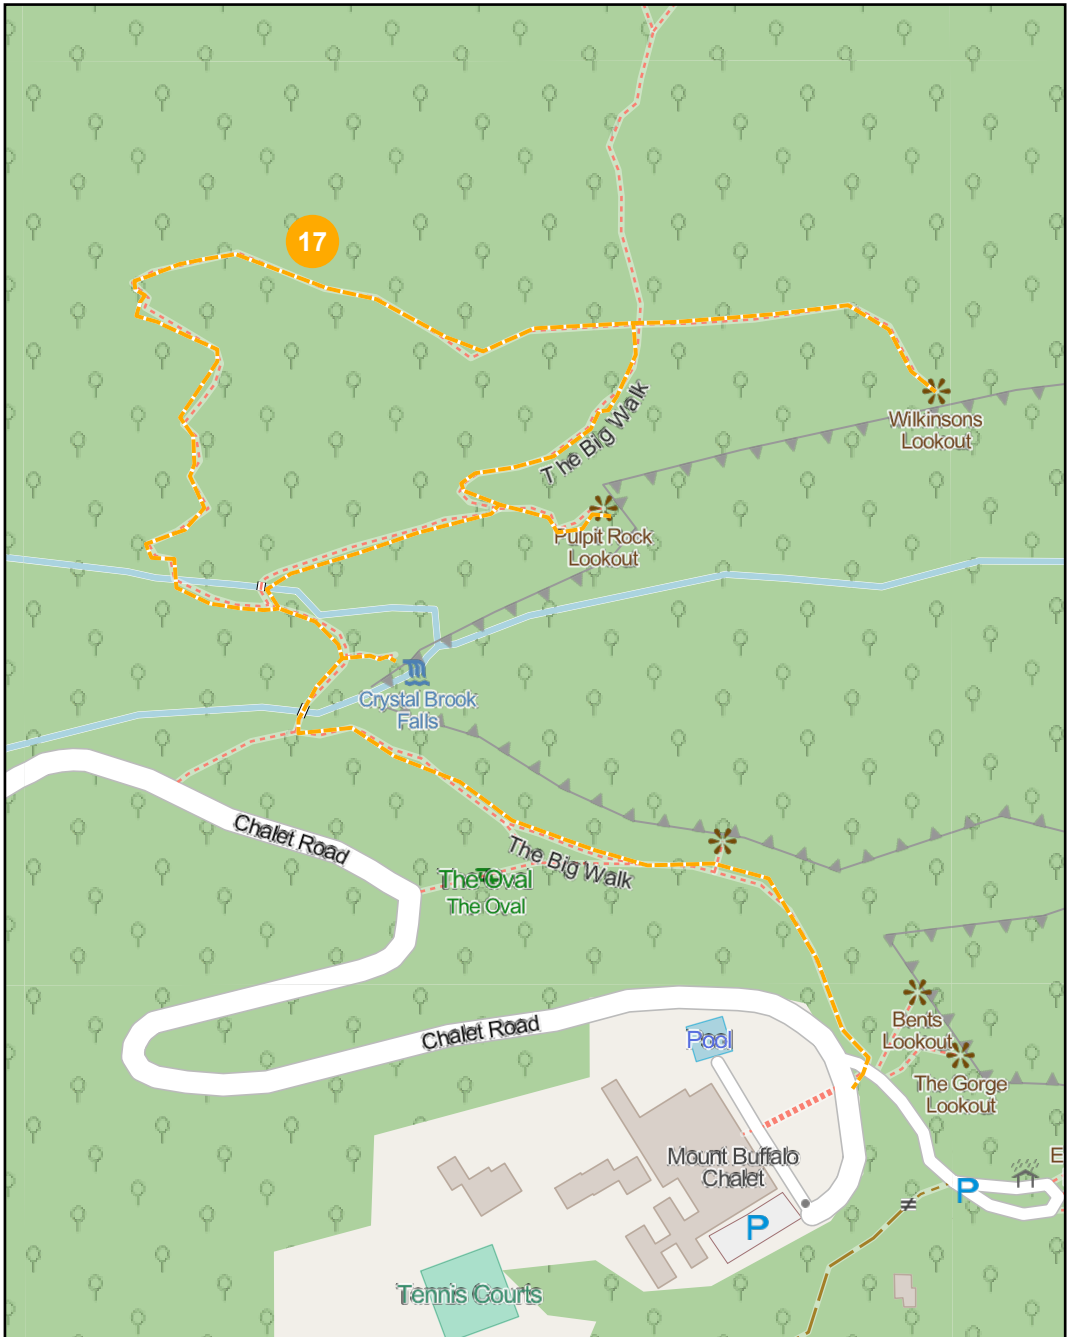 17
The Big Walk
Wilkinsons
Lookout
Pulpit Rock
Lookout
Crystal Brook
Falls
Chalet Road
The Big Walk
The Oval
The Oval
Bents
Lookout
Chalet Road
Pool
The Gorge
Lookout
Mount Buffalo
Chalet
E
P
P
Tennis Courts